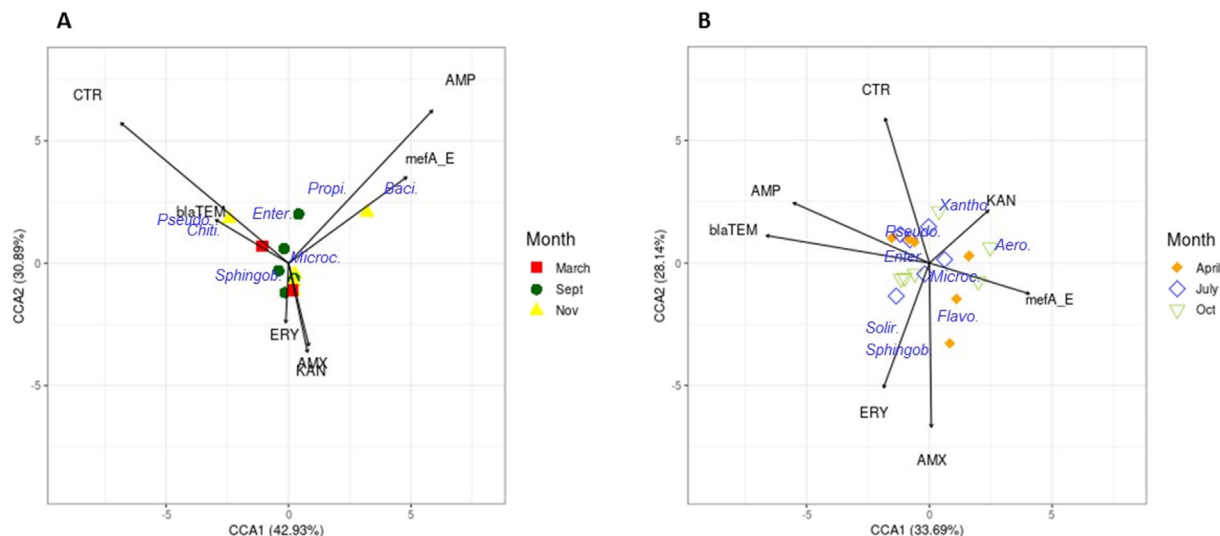 A
CTR
AMP
mefA_E
Propi.
Baci.
blaTEM
Pseudo.
Enter.
Chiti.
Microc.
Sphingob.
ERY
AMX
KAN
5
0
-5
CCA2 (30.89%)
-5
0
5
CCA1 (42.93%)
Month
March
Sept
Nov
B
CTR
AMP
KAN
Xantho.
blaTEM
Pseudo.
Aero.
Enter.
Microc.
mefA_E
Flavo.
Solir.
Sphingob.
ERY
AMX
5
0
-5
CCA2 (28.14%)
-5
0
5
CCA1 (33.69%)
Month
April
July
Oct